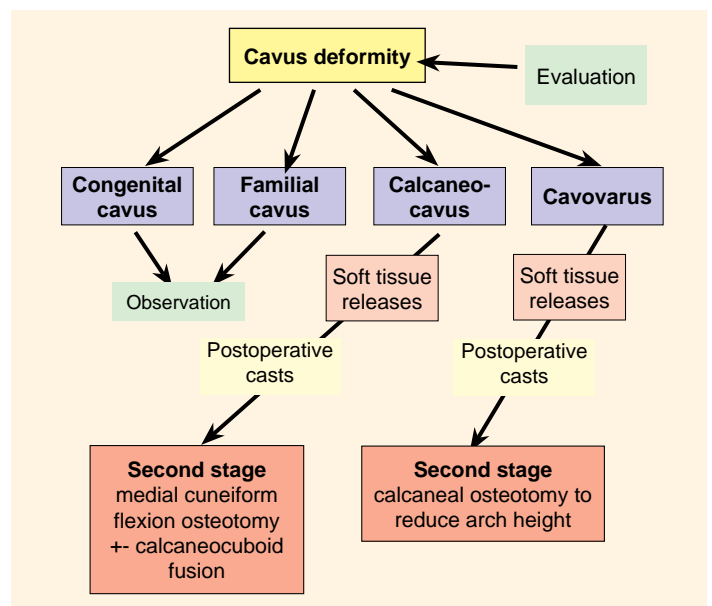 Cavus deformity
Evaluation
Congenital
cavus
Familial
cavus
Calcaneo-
cavus
Cavovarus
Observation
Soft tissue
releases
Soft tissue
releases
Postoperative
casts
Postoperative
casts
Second stage
medial cuneiform
flexion osteotomy
+- calcaneocuboid
fusion
Second stage
calcaneal osteotomy to
reduce arch height